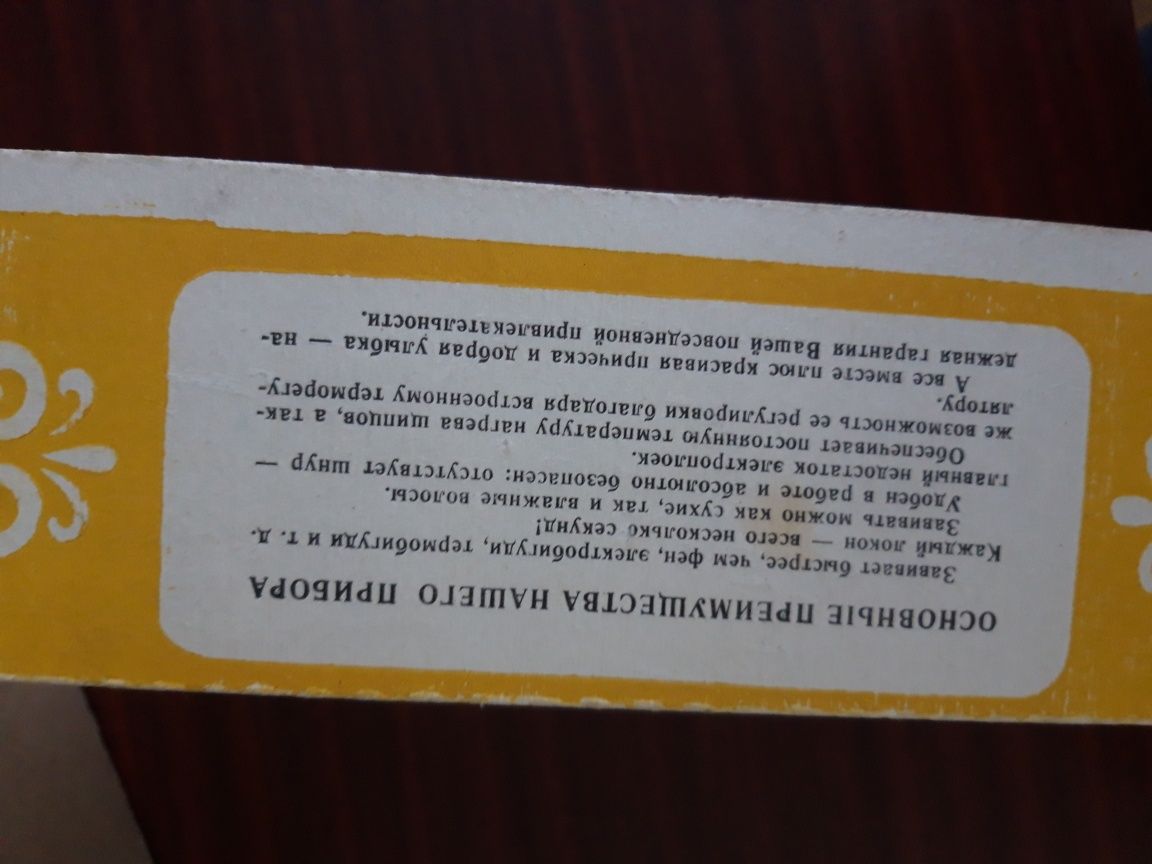 ОСНОВНЫЕ ПРЕИМУЩЕСТВА НАШЕГО ПРИБОРА
Завивает быстрее, чем фен, электробигуди, термобигуди и т. д.
Каждый локон — всего несколько секунд!
Завивать можно как сухие, так и влажные волосы.
Удобен в работе и абсолютно безопасен: отсутствует шнур —
главный недостаток электроплоек.
Обеспечивает постоянную температуру нагрева щипцов, а так-
же возможность ее регулировки благодаря встроенному терморегу-
лятору.
А все вместе плюс красивая прическа и добрая улыбка — на-
дежная гарантия Вашей повседневной привлекательности.